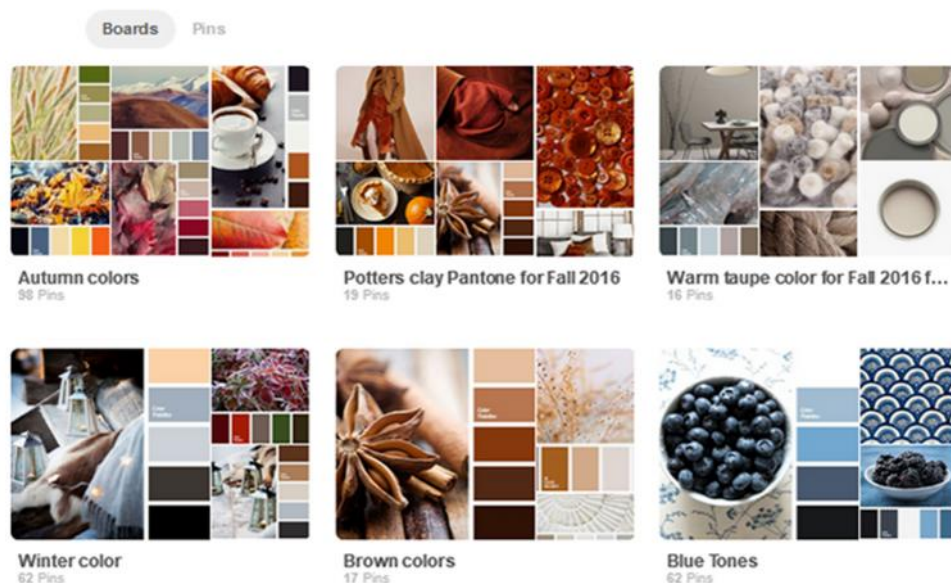 Boards Pins
Autumn colors
98 Pins
Potters clay Pantone for Fall 2016
19 Pins
Warm taupe color for Fall 2016 f...
16 Pins
Winter color
62 Pins
Brown colors
17 Pins
Blue Tones
62 Pins